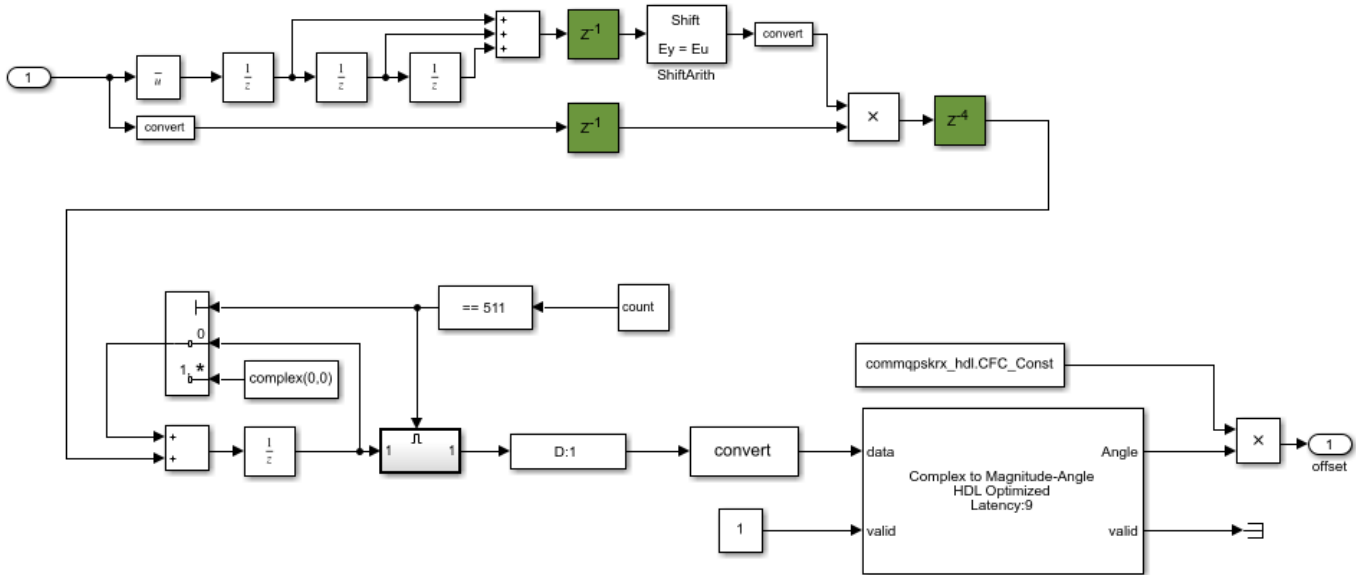 +
+
+
Z-1
Shift
Ey = Eu
ShiftArith
convert
1
u
1
z
1
z
1
z
convert
Z-1
×
Z-4
== 511
count
0
1, *
complex(0,0)
commqpskrx_hdl.CFC_Const
+
+
1
z
1
1
D:1
convert
data
Angle
Complex to Magnitude-Angle
HDL Optimized
Latency:9
valid
valid
1
×
1
offset